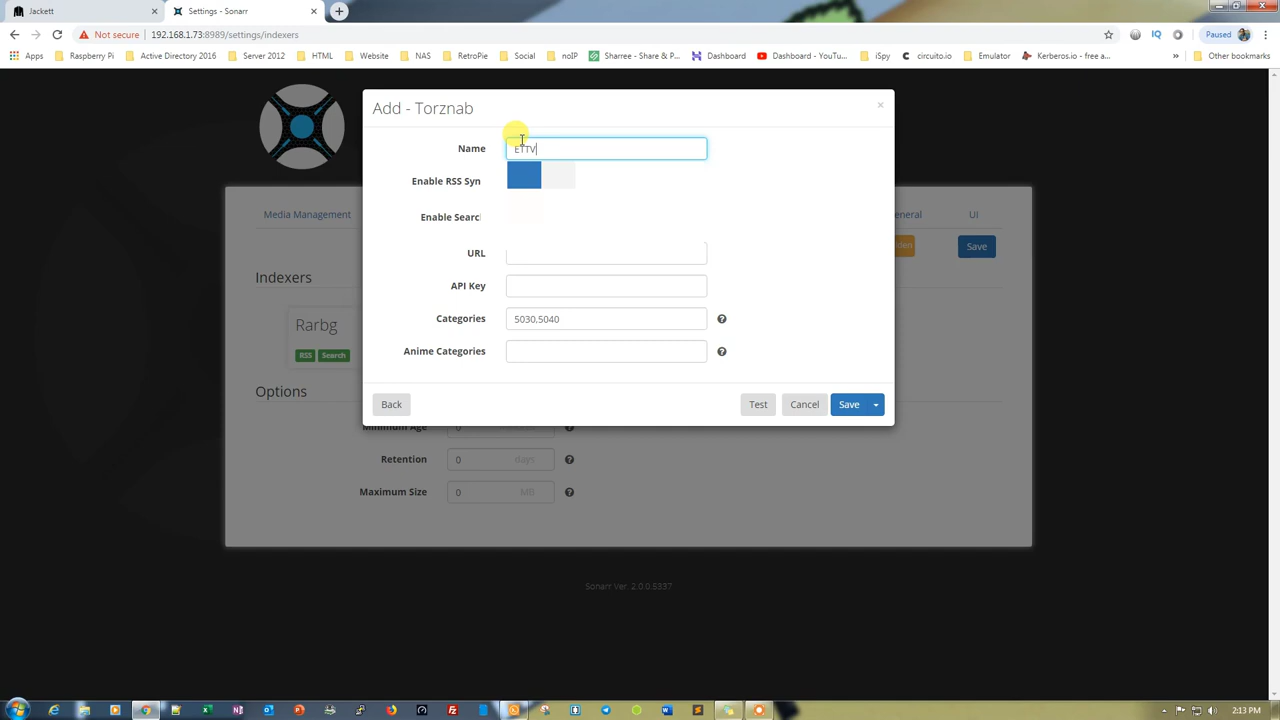 Jackett
Settings - Sonarr
Not secure 192.168.1.73:8989/settings/indexers
Paused
Apps Raspberry Pi Active Directory 2016 Server 2012 HTML Website NAS RetroPie Social noIP Sharree - Share & P... Dashboard Dashboard - YouTu... iSpy circuito.io Emulator Kerberos.io - free a... » Other bookmarks
Add - Torznab
Name ETTV
Enable RSS Syn
Enable Searc
URL
API Key
Categories 5030,5040
Anime Categories
Back Test Cancel Save
Media Management
eneral UI
dden Save
Indexers
Rarbg
RSS Search
Options
Minimum Age 0 minutes
Retention 0 days
Maximum Size 0 MB
Sonarr Ver. 2.0.0.5337
2:13 PM